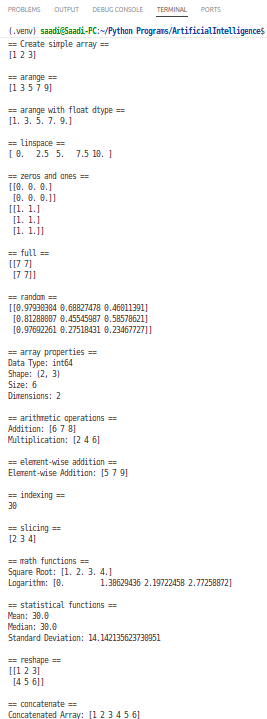 PROBLEMS OUTPUT DEBUG CONSOLE TERMINAL PORTS
(.venv) saadi@Saadi-PC:~/Python Programs/ArtificialIntelligence$
== Create simple array ==
[1 2 3]
== arange ==
[1 3 5 7 9]
== arange with float dtype ==
[1. 3. 5. 7. 9.]
== linspace ==
[ 0.   2.5  5.   7.5 10. ]
== zeros and ones ==
[[0. 0. 0.]
 [0. 0. 0.]]
[[1. 1.]
 [1. 1.]
 [1. 1.]]
== full ==
[[7 7]
 [7 7]]
== random ==
[[0.97930304 0.68827478 0.46011391]
 [0.81288007 0.45545987 0.58578621]
 [0.97692261 0.27518431 0.23467727]]
== array properties ==
Data Type: int64
Shape: (2, 3)
Size: 6
Dimensions: 2
== arithmetic operations ==
Addition: [6 7 8]
Multiplication: [2 4 6]
== element-wise addition ==
Element-wise Addition: [5 7 9]
== indexing ==
30
== slicing ==
[2 3 4]
== math functions ==
Square Root: [1. 2. 3. 4.]
Logarithm: [0.         1.38629436 2.19722458 2.77258872]
== statistical functions ==
Mean: 30.0
Median: 30.0
Standard Deviation: 14.142135623730951
== reshape ==
[[1 2 3]
 [4 5 6]]
== concatenate ==
Concatenated Array: [1 2 3 4 5 6]